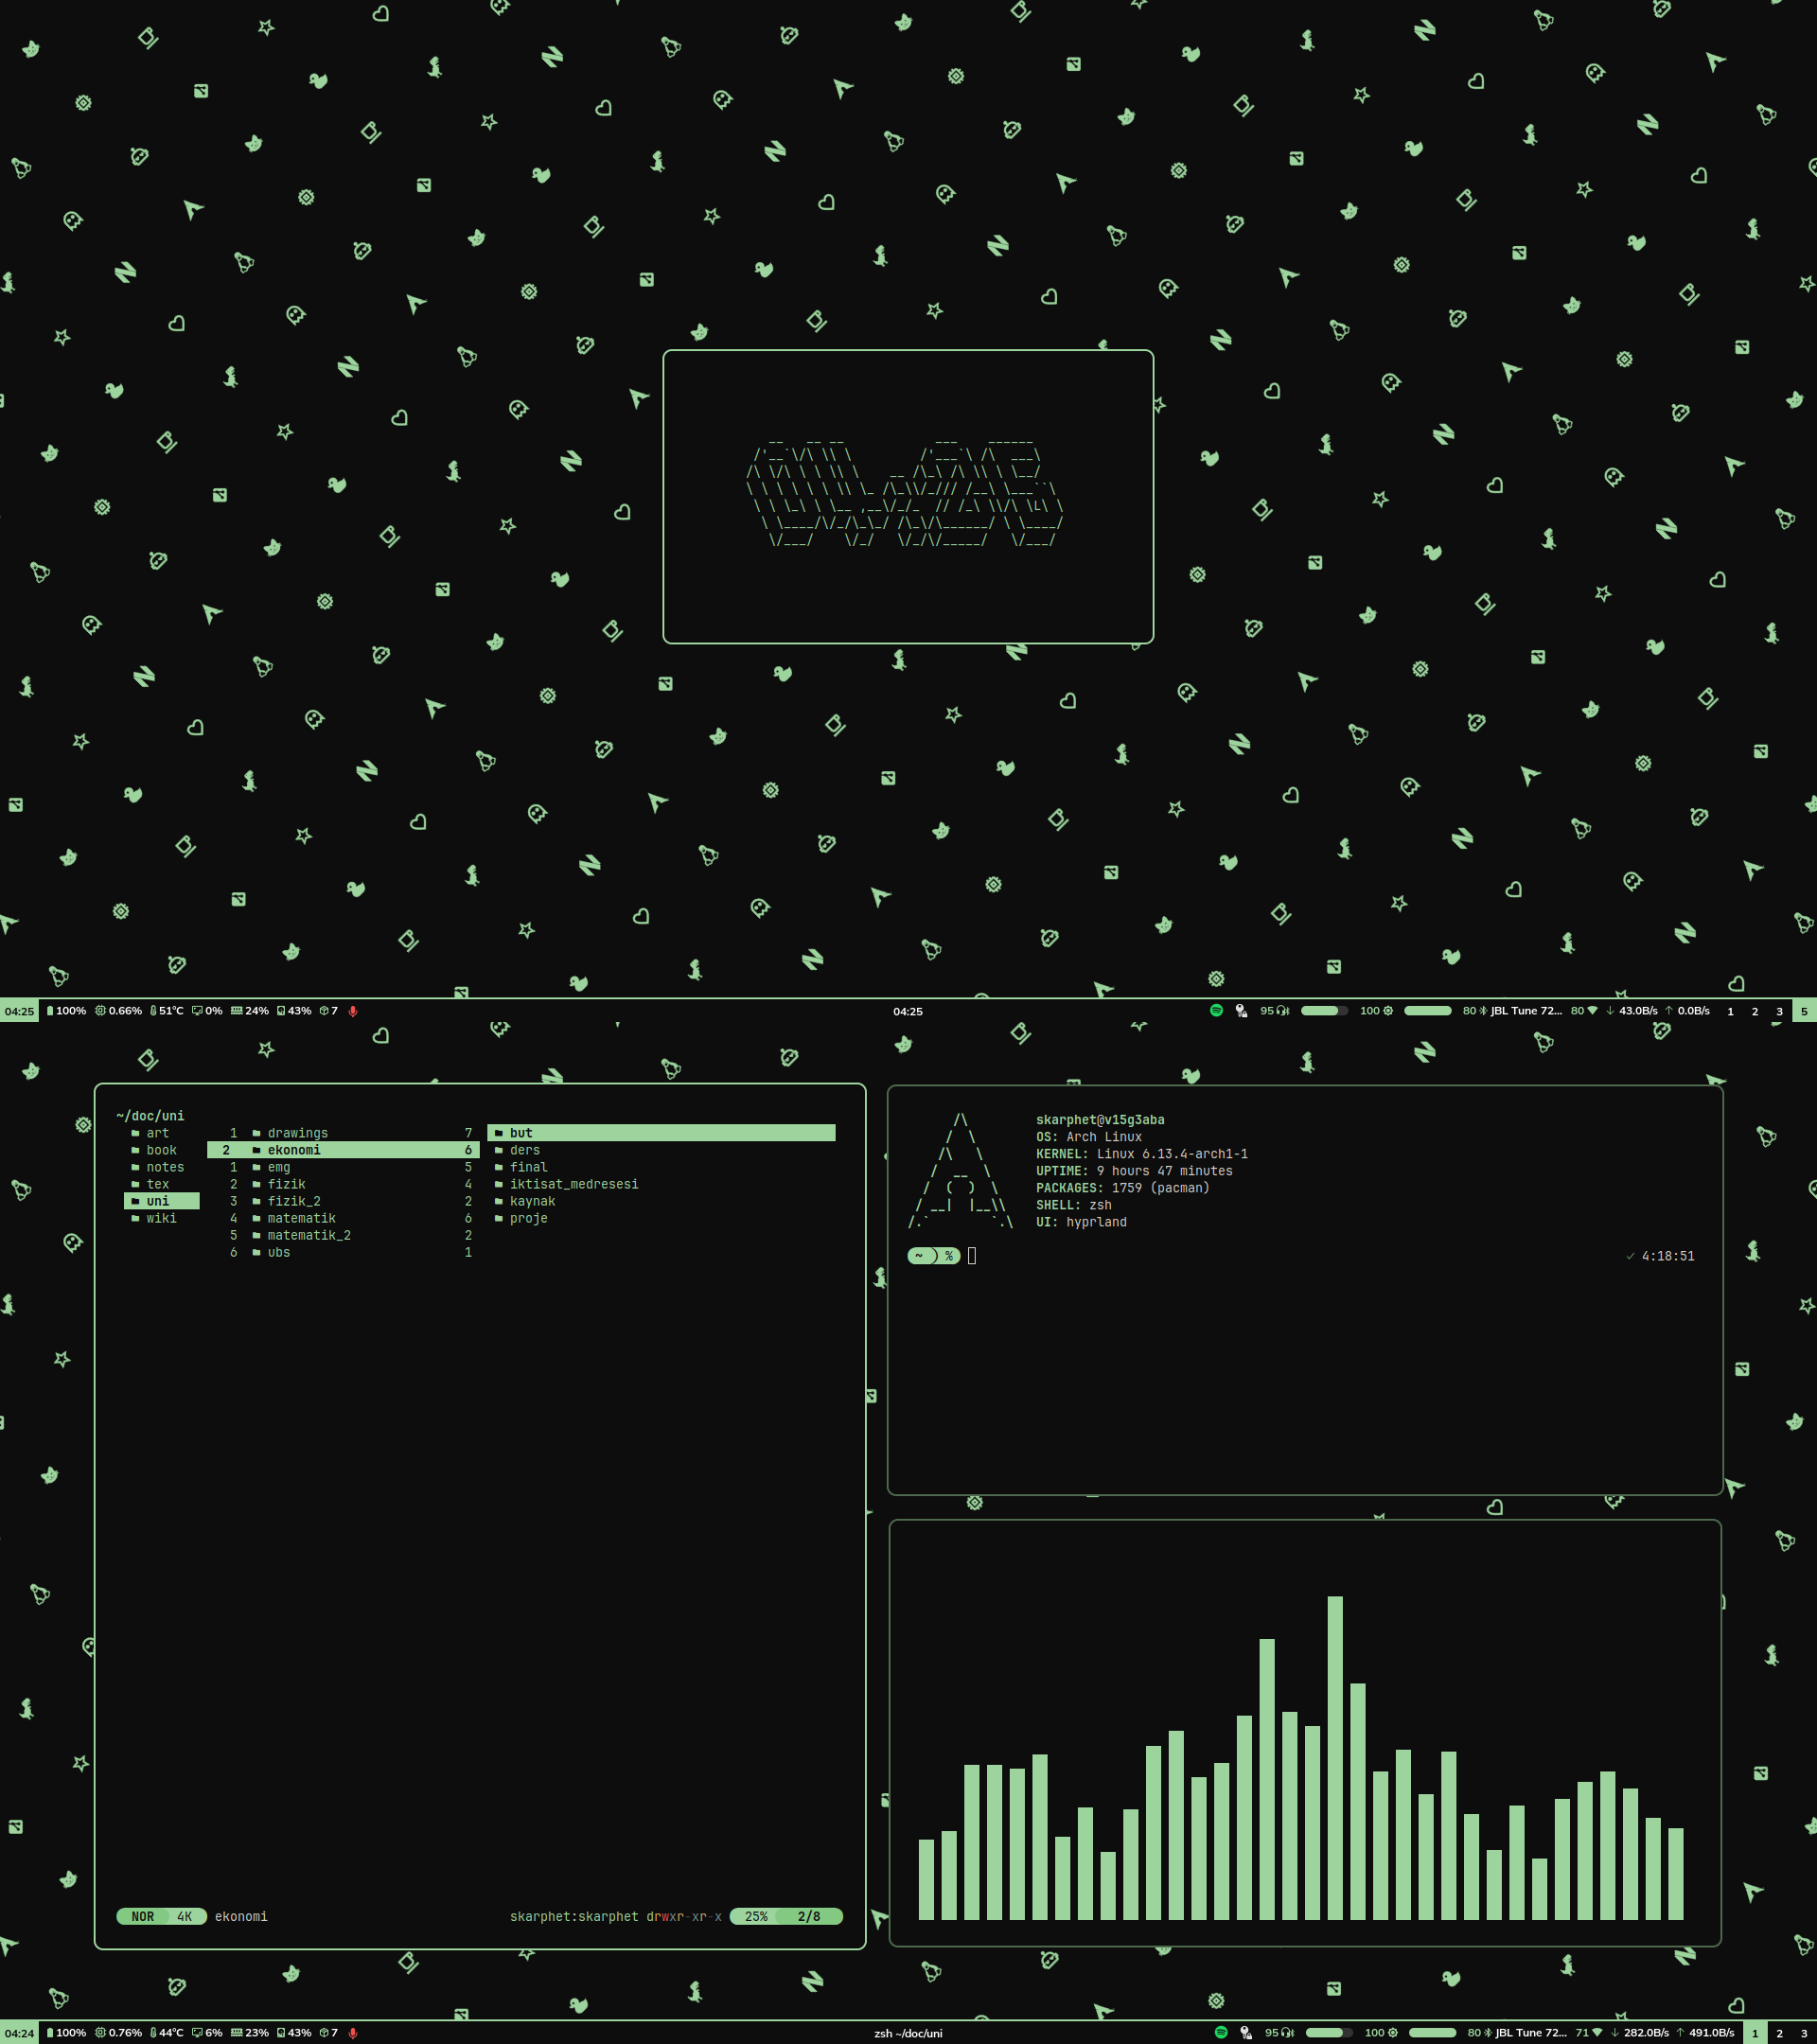 04:25 100% 0.66% 51°C 0% 24% 43% 7 04:25 95 100 80 JBL Tune 72... 80 43.0B/s 0.0B/s 1 2 3 5
~/doc/uni
art
book
notes
tex
uni
wiki
1 drawings 7
2 ekonomi 6
1 emg 5
2 fizik 4
3 fizik_2 2
4 matematik 6
5 matematik_2 2
6 ubs 1
but
ders
final
iktisat_medresesi
kaynak
proje
NOR 4K ekonomi skarphet:skarphet drwxr-xr-x 25% 2/8
skarphet@v15g3aba
OS: Arch Linux
KERNEL: Linux 6.13.4-arch1-1
UPTIME: 9 hours 47 minutes
PACKAGES: 1759 (pacman)
SHELL: zsh
UI: hyprland
~ % 4:18:51
04:24 100% 0.76% 44°C 6% 23% 43% 7 zsh ~/doc/uni 95 100 80 JBL Tune 72... 71 282.0B/s 491.0B/s 1 2 3